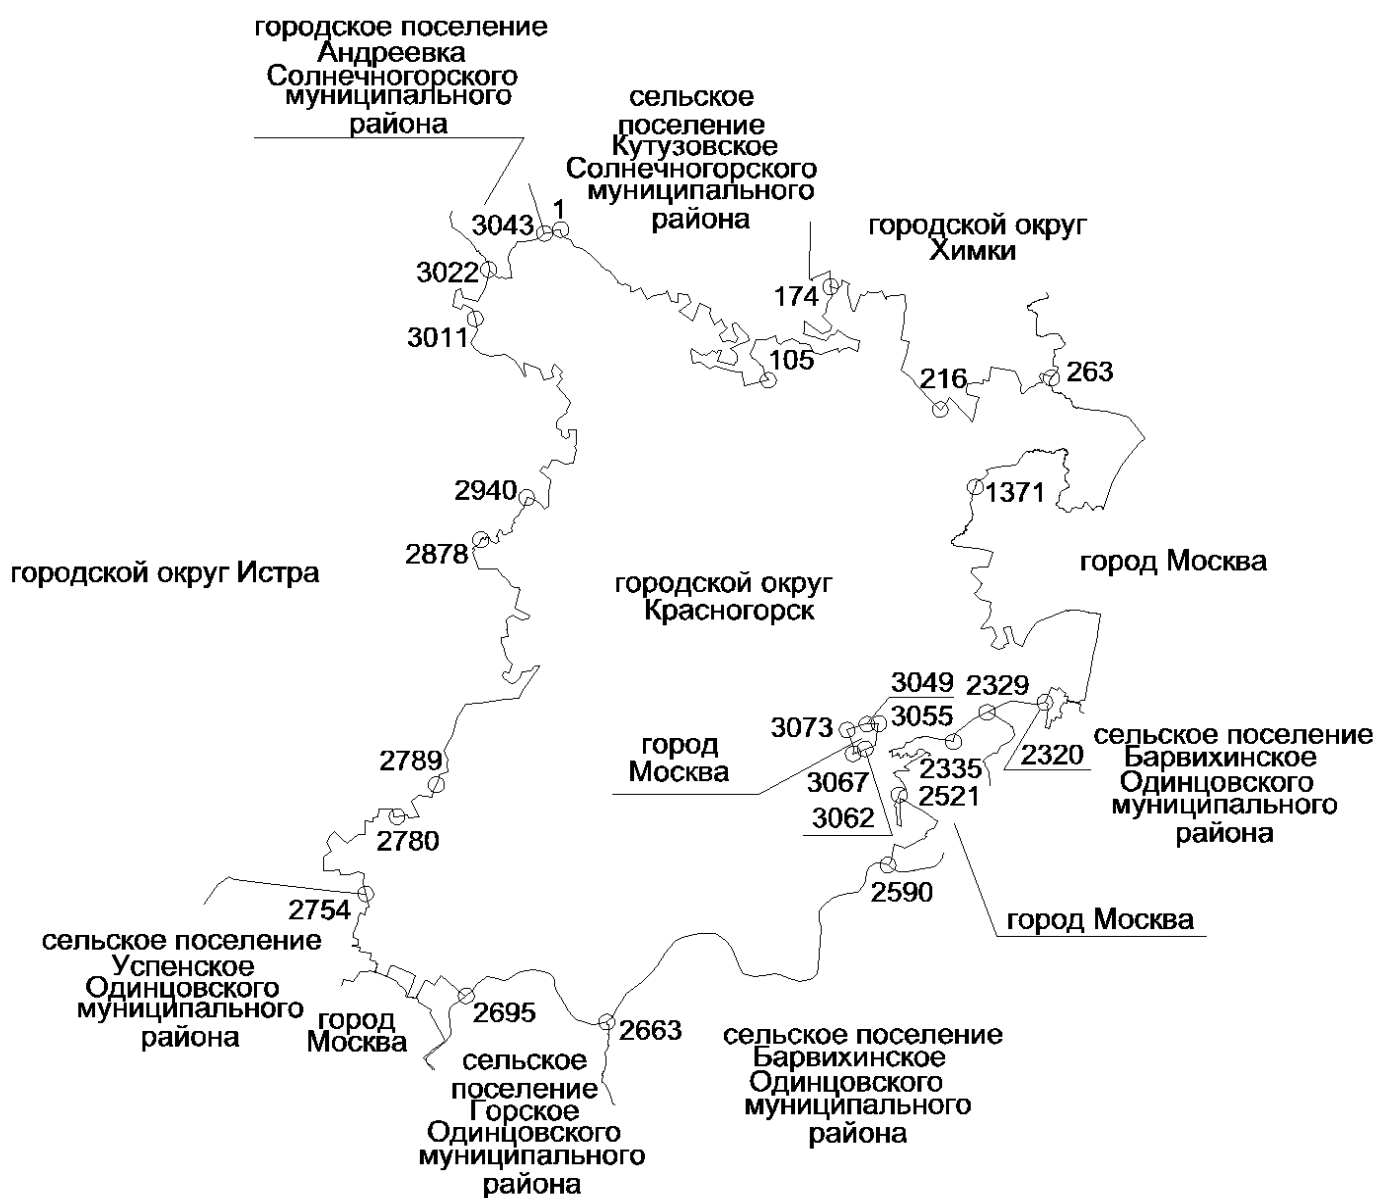 городское поселение
Андреевка
Солнечногорского
муниципального
района
сельское
поселение
Кутузовское
Солнечногорского
муниципального
района
городской округ
Химки
3043
1
3022
3011
174
105
216
263
2940
2878
1371
городской округ Истра
городской округ
Красногорск
город Москва
3049
2329
3073
3055
город
Москва
3067
3062
2335
2521
2320
сельское поселение
Барвихинское
Одинцовского
муниципального
района
2789
2780
2754
2590
город Москва
сельское поселение
Успенское
Одинцовского
муниципального
района
город
Москва
2695
2663
сельское
поселение
Горское
Одинцовского
муниципального
района
сельское поселение
Барвихинское
Одинцовского
муниципального
района